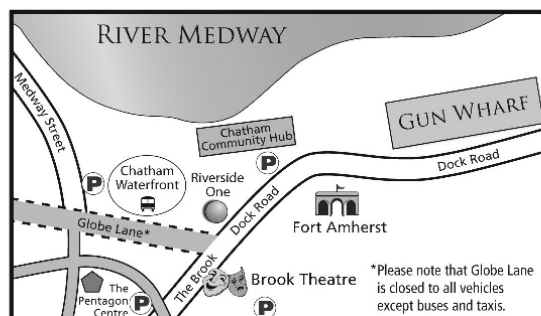 RIVER MEDWAY
Medway Street
GUN WHARF
Chatham
Community Hub
P
Dock Road
P
Chatham
Waterfront
Riverside
One
Dock Road
Fort Amherst
Globe Lane*
The Brook
Brook Theatre
The
Pentagon
Centre
P
P
*Please note that Globe Lane
is closed to all vehicles
except buses and taxis.